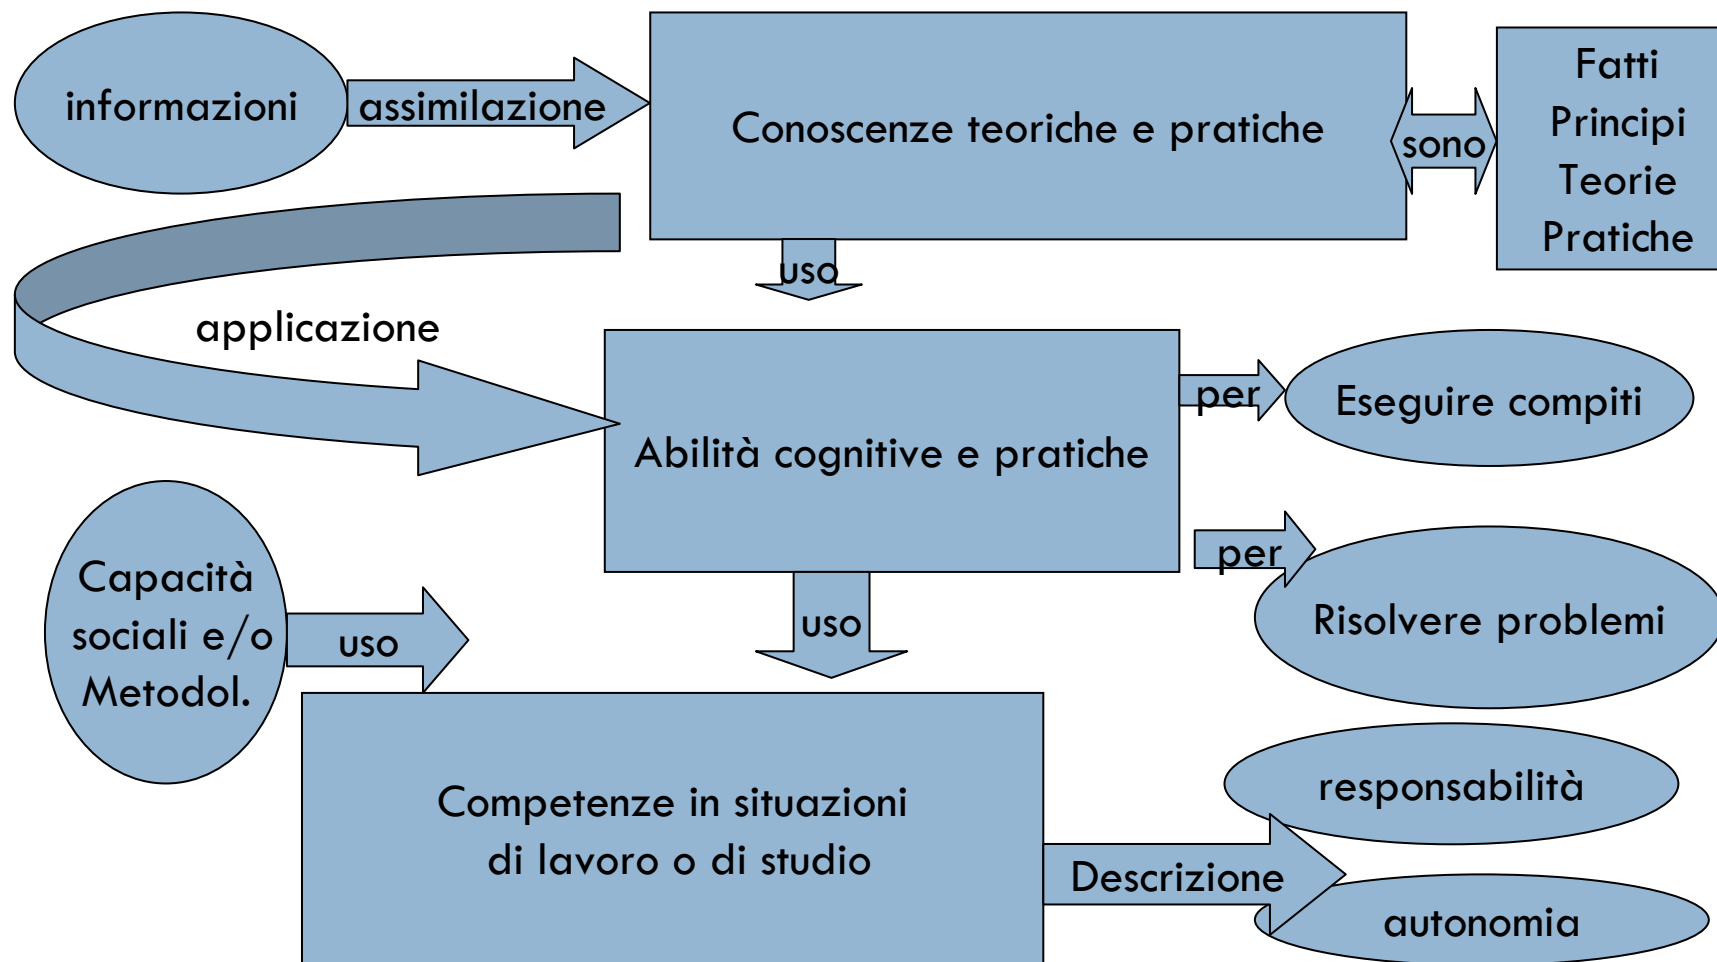 informazioni
assimilazione
Conoscenze teoriche e pratiche
sono
Fatti
Principi
Teorie
Pratiche
uso
applicazione
Abilità cognitive e pratiche
per
Eseguire compiti
per
Risolvere problemi
Capacità
sociali e/o
Metodol.
uso
uso
Competenze in situazioni
di lavoro o di studio
Descrizione
responsabilità
autonomia